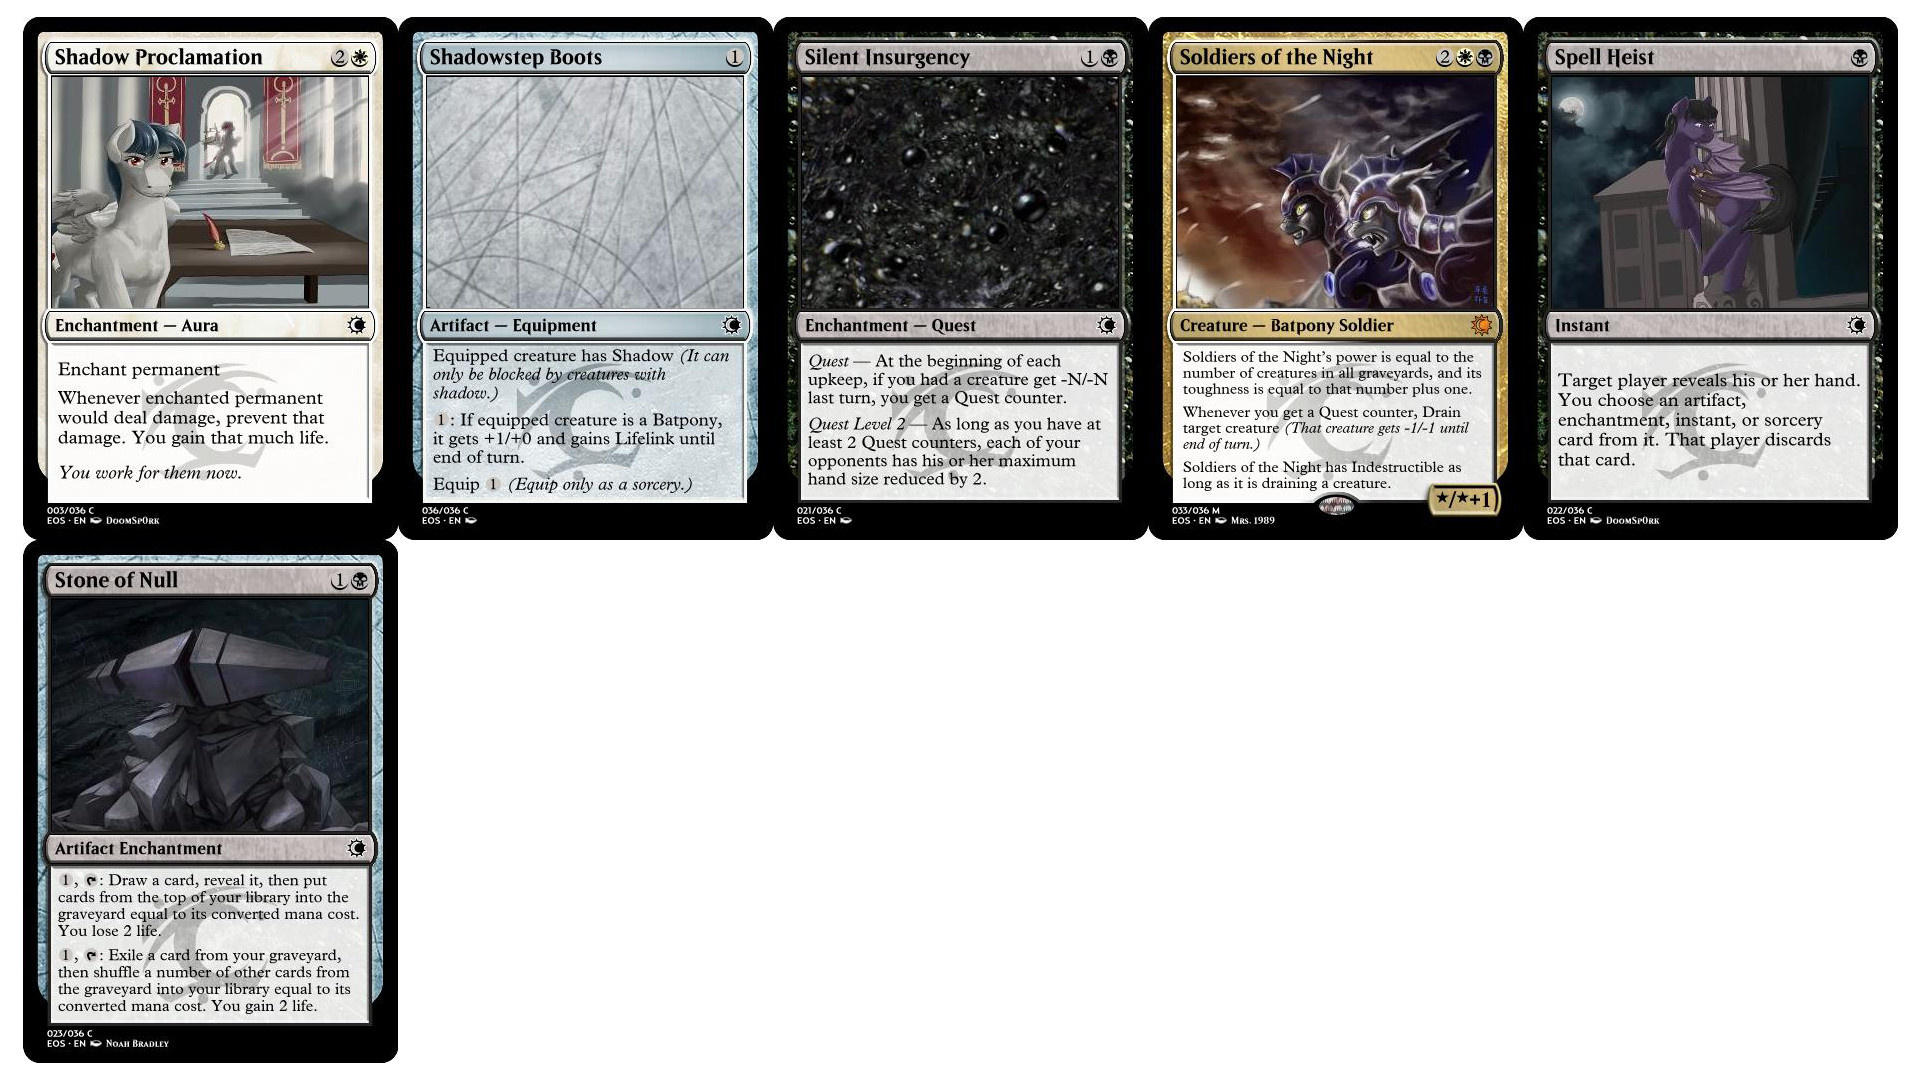 Shadow Proclamation 2
Enchantment — Aura
Enchant permanent
Whenever enchanted permanent
would deal damage, prevent that
damage. You gain that much life.
You work for them now.
003/036 C
EOS · EN DoomSp0rk
Shadowstep Boots 1
Artifact — Equipment
Equipped creature has Shadow (It can
only be blocked by creatures with
shadow.)
1: If equipped creature is a Batpony,
it gets +1/+0 and gains Lifelink until
end of turn.
Equip 1 (Equip only as a sorcery.)
036/036 C
EOS · EN
Silent Insurgency 1
Enchantment — Quest
Quest — At the beginning of each
upkeep, if you had a creature get -N/-N
last turn, you get a Quest counter.
Quest Level 2 — As long as you have at
least 2 Quest counters, each of your
opponents has his or her maximum
hand size reduced by 2.
021/036 C
EOS · EN
Soldiers of the Night 2
Creature — Batpony Soldier
Soldiers of the Night's power is equal to the
number of creatures in all graveyards, and its
toughness is equal to that number plus one.
Whenever you get a Quest counter, Drain
target creature (That creature gets -1/-1 until
end of turn.)
Soldiers of the Night has Indestructible as
long as it is draining a creature.
★/★+1
033/036 M
EOS · EN Mrs. 1989
Spell Heist
Instant
Target player reveals his or her hand.
You choose an artifact,
enchantment, instant, or sorcery
card from it. That player discards
that card.
022/036 C
EOS · EN DoomSp0rk
Stone of Null 1
Artifact Enchantment
1, : Draw a card, reveal it, then put
cards from the top of your library into the
graveyard equal to its converted mana cost.
You lose 2 life.
1, : Exile a card from your graveyard,
then shuffle a number of other cards from
the graveyard into your library equal to its
converted mana cost. You gain 2 life.
023/036 C
EOS · EN Noah Bradley